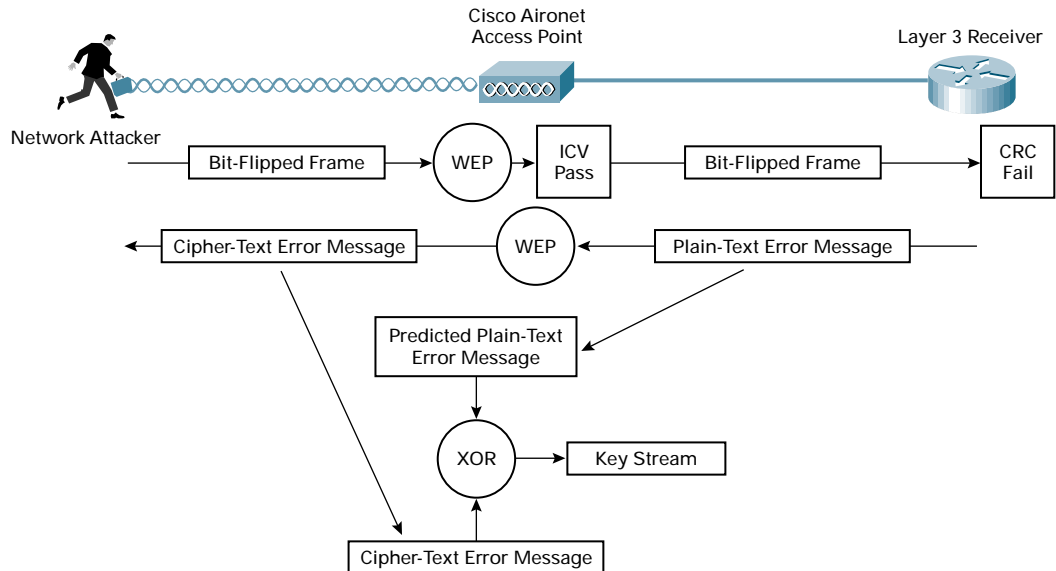 Cisco Aironet
Access Point
Layer 3 Receiver
Network Attacker
Bit-Flipped Frame
WEP
ICV
Pass
Bit-Flipped Frame
CRC
Fail
Cipher-Text Error Message
WEP
Plain-Text Error Message
Predicted Plain-Text
Error Message
XOR
Key Stream
Cipher-Text Error Message